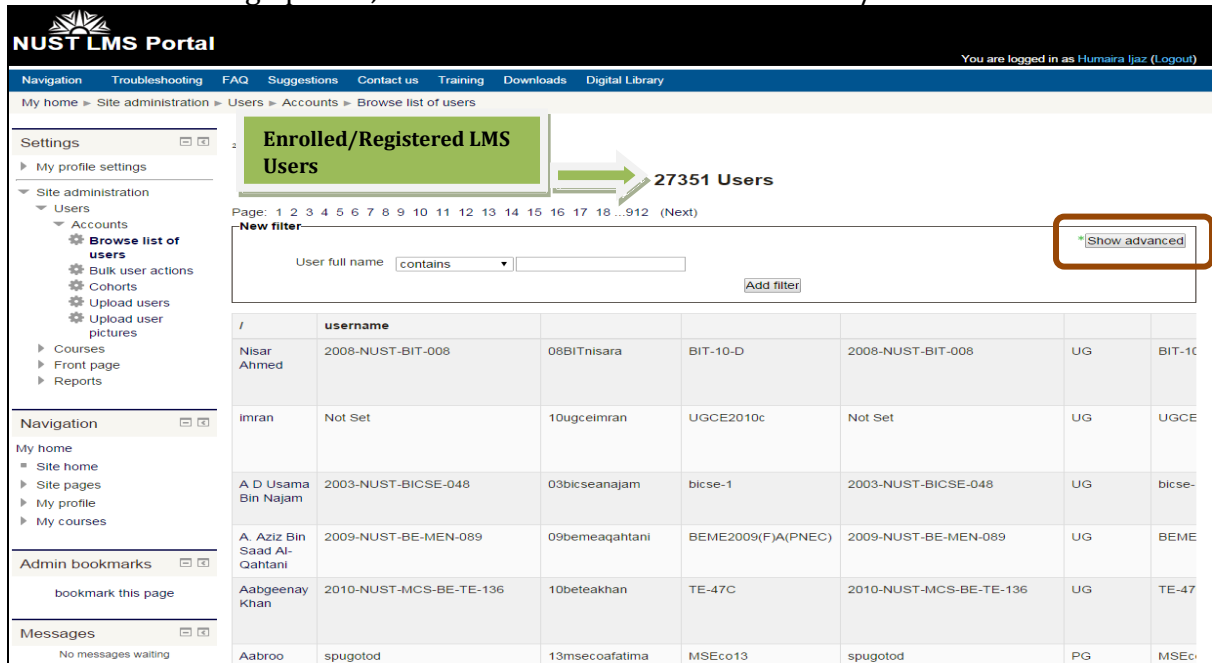 NUST LMS Portal
You are logged in as Humaira Ijaz (Logout)
Navigation Troubleshooting FAQ Suggestions Contact us Training Downloads Digital Library
My home ► Site administration ► Users ► Accounts ► Browse list of users
Settings
My profile settings
Site administration
Users
Accounts
Browse list of
users
Bulk user actions
Cohorts
Upload users
Upload user
pictures
Courses
Front page
Reports
Navigation
My home
Site home
Site pages
My profile
My courses
Admin bookmarks
bookmark this page
Messages
No messages waiting
Enrolled/Registered LMS
Users
27351 Users
Page: 1 2 3 4 5 6 7 8 9 10 11 12 13 14 15 16 17 18 ...912 (Next)
New filter
* Show advanced
User full name contains
Add filter
/ username
Nisar 2008-NUST-BIT-008 08BITnisara BIT-10-D 2008-NUST-BIT-008 UG BIT-10
Ahmed
imran Not Set 10ugceimran UGCE2010c Not Set UG UGCE
A D Usama 2003-NUST-BICSE-048 03bicseanajam bicse-1 2003-NUST-BICSE-048 UG bicse-
Bin Najam
A. Aziz Bin 2009-NUST-BE-MEN-089 09bemeaqahtani BEME2009(F)A(PNEC) 2009-NUST-BE-MEN-089 UG BEME
Saad Al-
Qahtani
Aabgeenay 2010-NUST-MCS-BE-TE-136 10beteakhan TE-47C 2010-NUST-MCS-BE-TE-136 UG TE-47
Khan
Aabroo spugotod 13msecoafatima MSEco13 spugotod PG MSEc